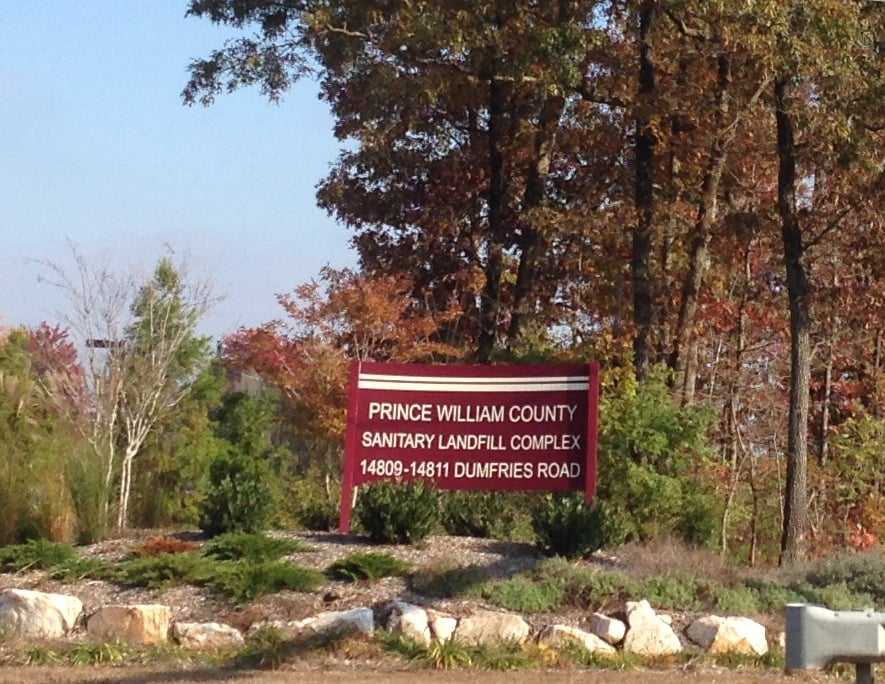 PRINCE WILLIAM COUNTY
SANITARY LANDFILL COMPLEX
14809-14811 DUMFRIES ROAD